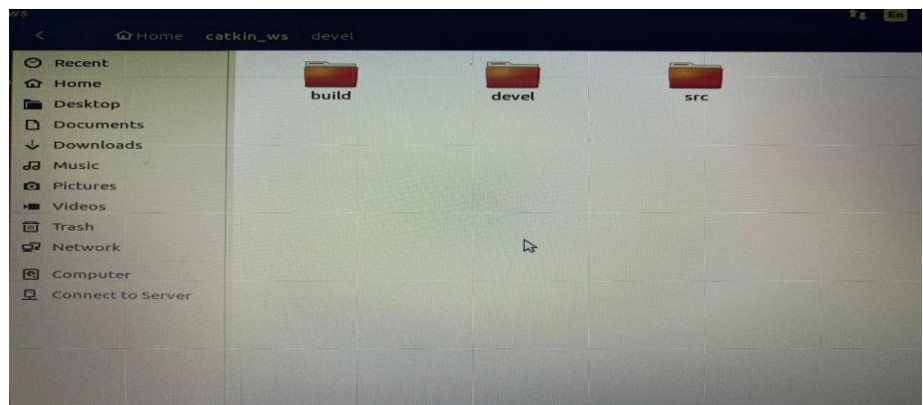 ws
En
Home catkin_ws devel
Recent
Home
Desktop
Documents
Downloads
Music
Pictures
Videos
Trash
Network
Computer
Connect to Server
build devel src